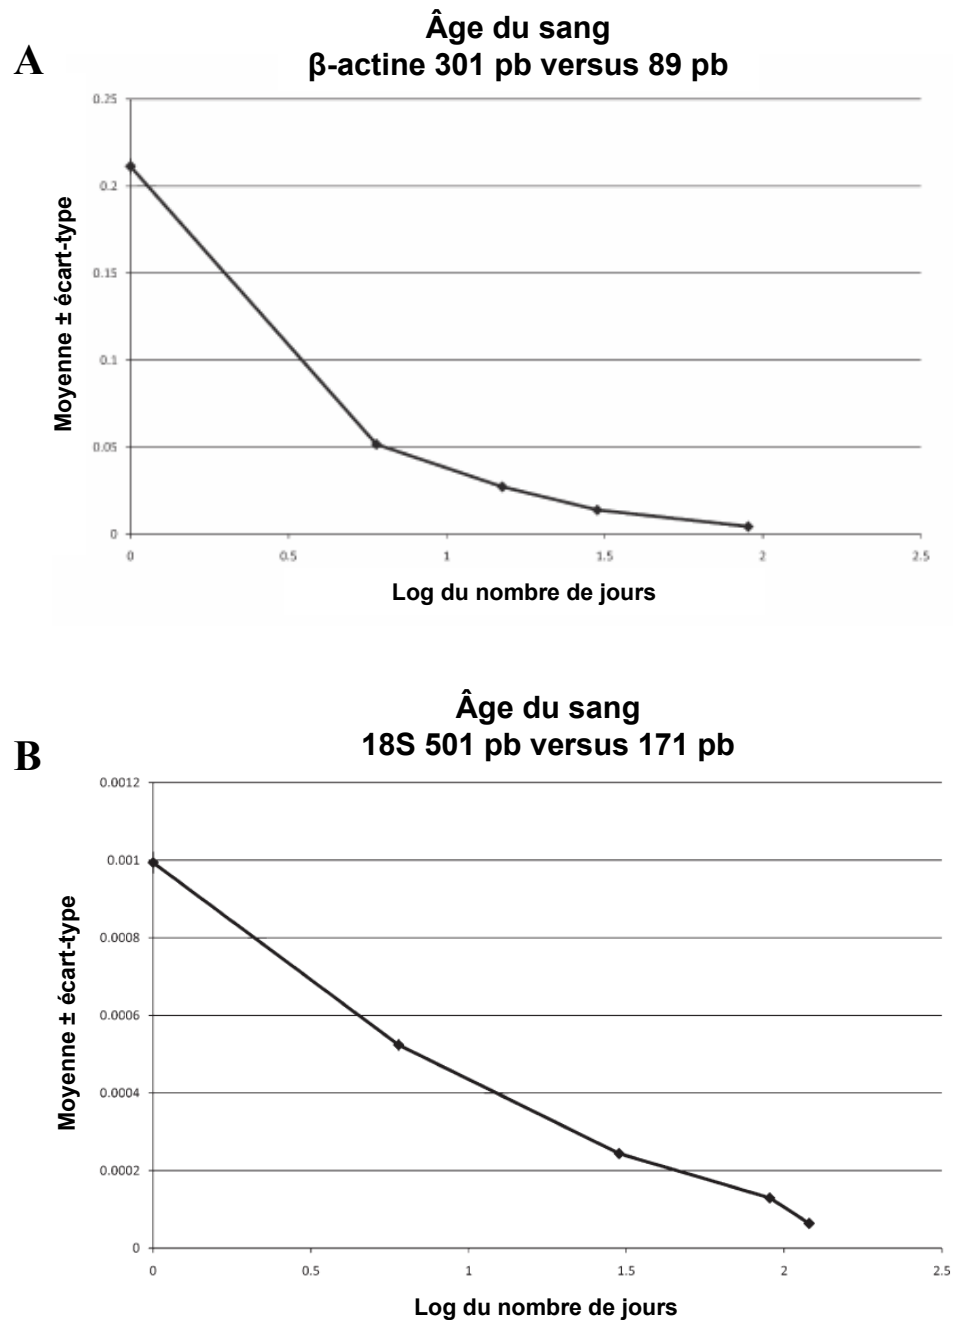 A
Âge du sang
β-actine 301 pb versus 89 pb
Moyenne ± écart-type
0.25
0.2
0.15
0.1
0.05
0
0
0.5
1
1.5
2
2.5
Log du nombre de jours
B
Âge du sang
18S 501 pb versus 171 pb
Moyenne ± écart-type
0.0012
0.001
0.0008
0.0006
0.0004
0.0002
0
0
0.5
1
1.5
2
2.5
Log du nombre de jours